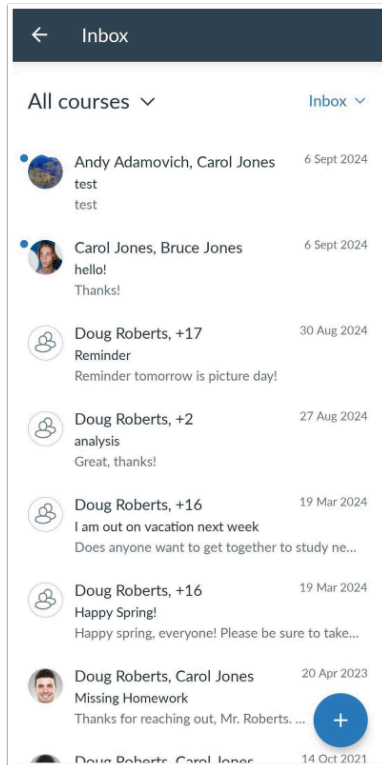 Inbox
All courses
Inbox
Andy Adamovich, Carol Jones
6 Sept 2024
test
test
Carol Jones, Bruce Jones
6 Sept 2024
hello!
Thanks!
Doug Roberts, +17
30 Aug 2024
Reminder
Reminder tomorrow is picture day!
Doug Roberts, +2
27 Aug 2024
analysis
Great, thanks!
Doug Roberts, +16
19 Mar 2024
I am out on vacation next week
Does anyone want to get together to study ne...
Doug Roberts, +16
19 Mar 2024
Happy Spring!
Happy spring, everyone! Please be sure to take...
Doug Roberts, Carol Jones
20 Apr 2023
Missing Homework
Thanks for reaching out, Mr. Roberts. ...
Doug Roberts, Carol Jones
14 Oct 2021